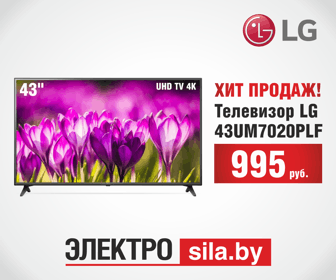 LG
43"
UHD TV 4K
ХИТ ПРОДАЖ!
Телевизор LG
43UM7020PLF
995 руб.
ЭЛЕКТРО sila.by